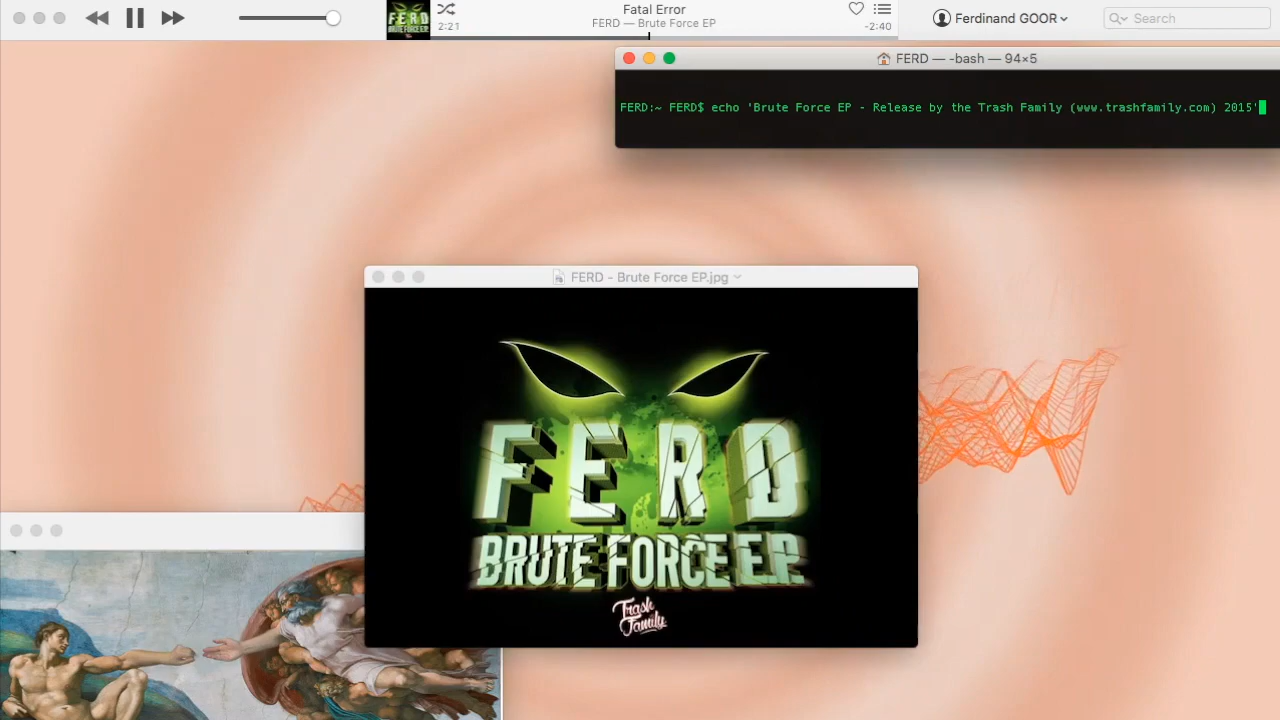 Fatal Error
2:21
FERD — Brute Force EP
-2:40
Ferdinand GOOR
Search
FERD — -bash — 94×5
FERD:~ FERD$ echo 'Brute Force EP - Release by the Trash Family (www.trashfamily.com) 2015'
FERD - Brute Force EP.jpg
FERD
BRUTE FORCE E.P.
Trash
Family